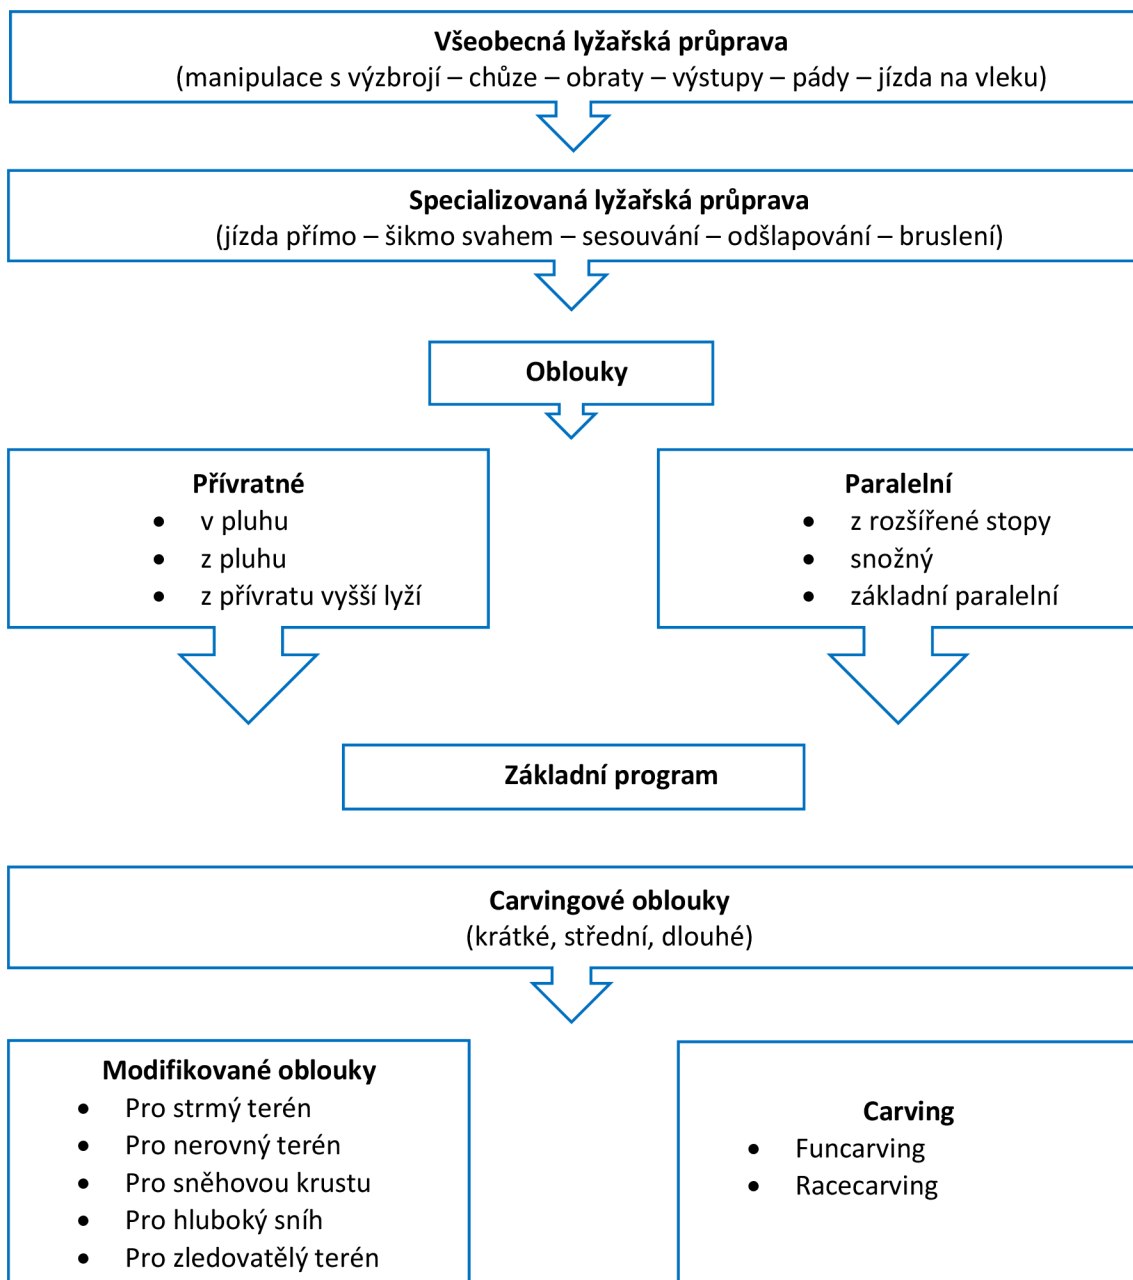 Všeobecná lyžařská průprava
(manipulace s výzbrojí – chůze – obraty – výstupy – pády – jízda na vleku)
Specializovaná lyžařská průprava
(jízda přímo – šikmo svahem – sesouvání – odšlapování – bruslení)
Oblouky
Přívratné
• v pluhu
• z pluhu
• z přívratu vyšší lyží
Paralelní
• z rozšířené stopy
• snožný
• základní paralelní
Základní program
Carvingové oblouky
(krátké, střední, dlouhé)
Modifikované oblouky
• Pro strmý terén
• Pro nerovný terén
• Pro sněhovou krustu
• Pro hluboký sníh
• Pro zledovatělý terén
Carving
• Funcarving
• Racecarving